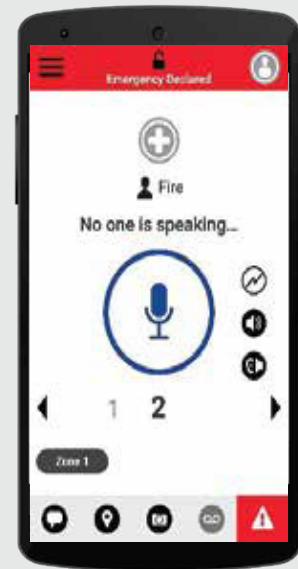 Emergency Declared
Fire
No one is speaking...
1 2
Zone 1